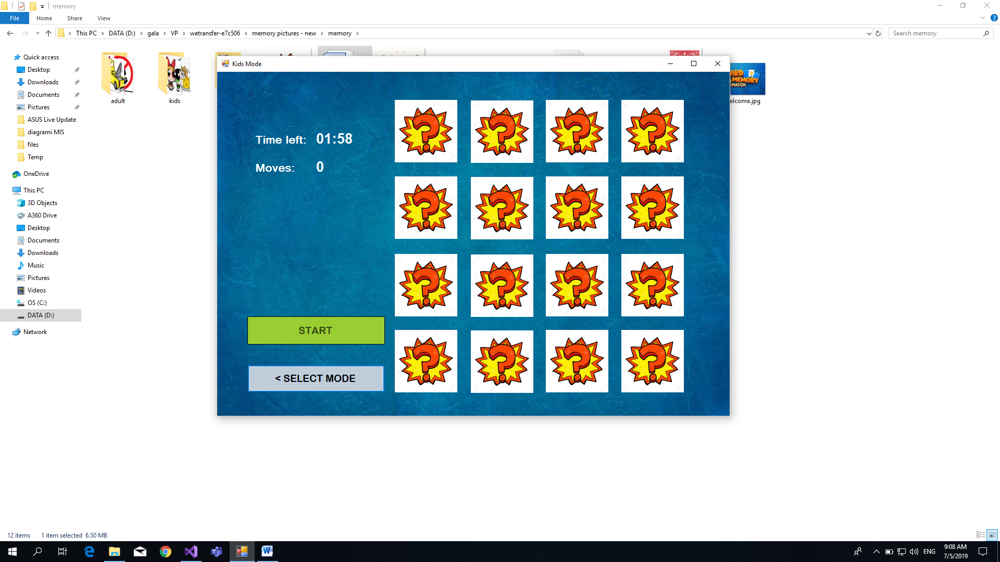 memory
File Home Share View
This PC DATA (D:) gala VP wetransfer-e7c506 memory pictures - new memory
Search memory
Quick access
Desktop
Downloads
Documents
Pictures
ASUS Live Update
diagrami MIS
files
Temp
OneDrive
This PC
3D Objects
A360 Drive
Desktop
Documents
Downloads
Music
Pictures
Videos
OS (C:)
DATA (D:)
Network
adult
kids
Kids Mode
Time left: 01:58
Moves: 0
START
< SELECT MODE
? ? ? ?
? ? ? ?
? ? ? ?
? ? ? ?
ARD
MEMORY
MATCH
elcome.jpg
12 items 1 item selected 6.50 MB
ENG
9:08 AM
7/5/2019